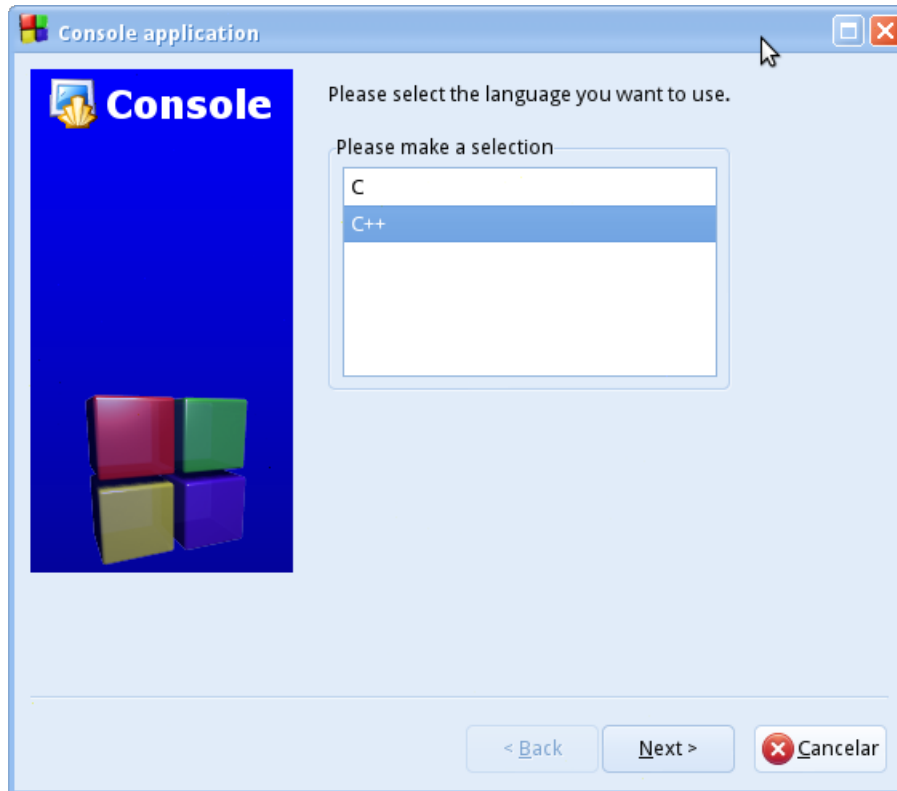 Console application
Console
Please select the language you want to use.
Please make a selection
C
C++
< Back
Next >
Cancelar